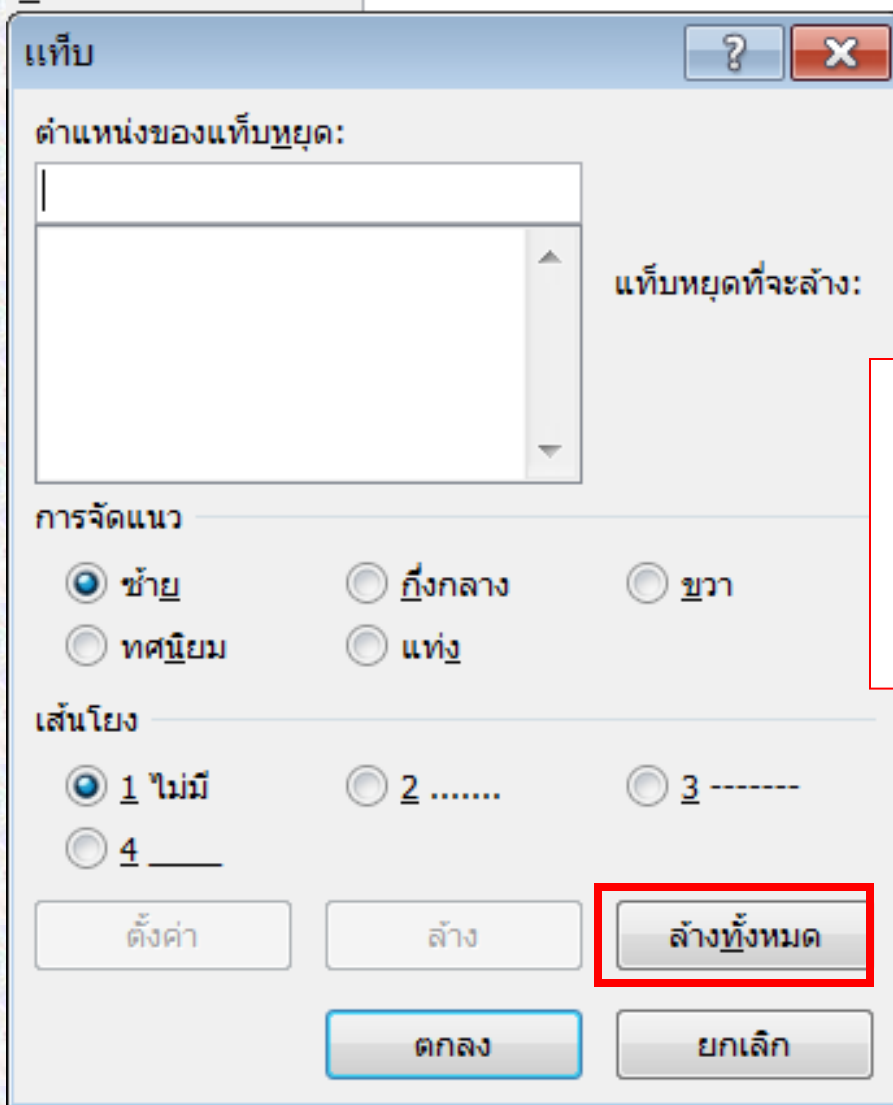 แท็บ
ตำแหน่งของแท็บหยุด:
แท็บหยุดที่จะล้าง:
การจัดแนว
ซ้าย กึ่งกลาง ขวา
ทศนิยม แท่ง
เส้นโยง
1 ไม่มี 2 ....... 3 -------
4 ____
ตั้งค่า ล้าง ล้างทั้งหมด
ตกลง ยกเลิก